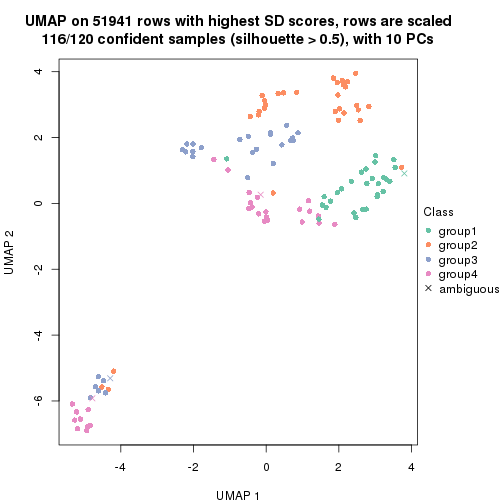 UMAP on 51941 rows with highest SD scores, rows are scaled
116/120 confident samples (silhouette > 0.5), with 10 PCs
4
2
0
-2
-4
-6
UMAP 2
-4
-2
0
2
4
UMAP 1
Class
group1
group2
group3
group4
ambiguous